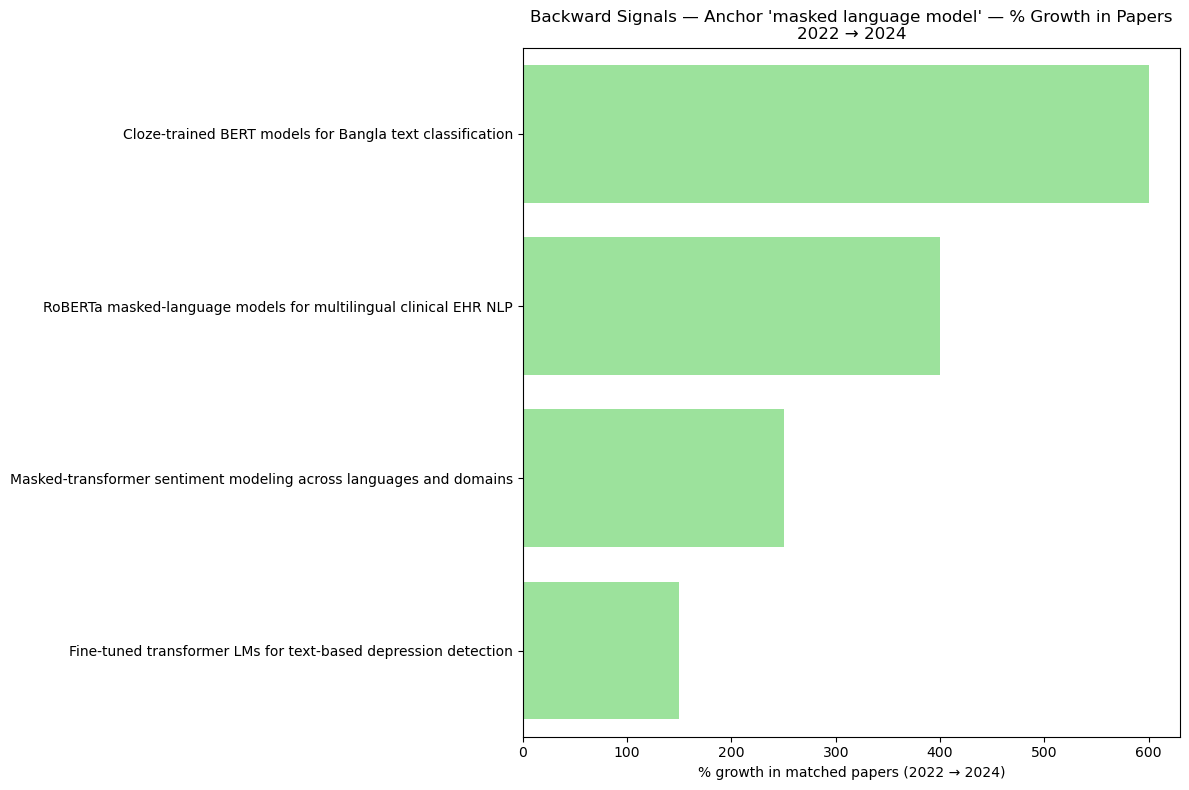 Backward Signals — Anchor 'masked language model' — % Growth in Papers
2022 → 2024
Cloze-trained BERT models for Bangla text classification
RoBERTa masked-language models for multilingual clinical EHR NLP
Masked-transformer sentiment modeling across languages and domains
Fine-tuned transformer LMs for text-based depression detection
0 100 200 300 400 500 600
% growth in matched papers (2022 → 2024)